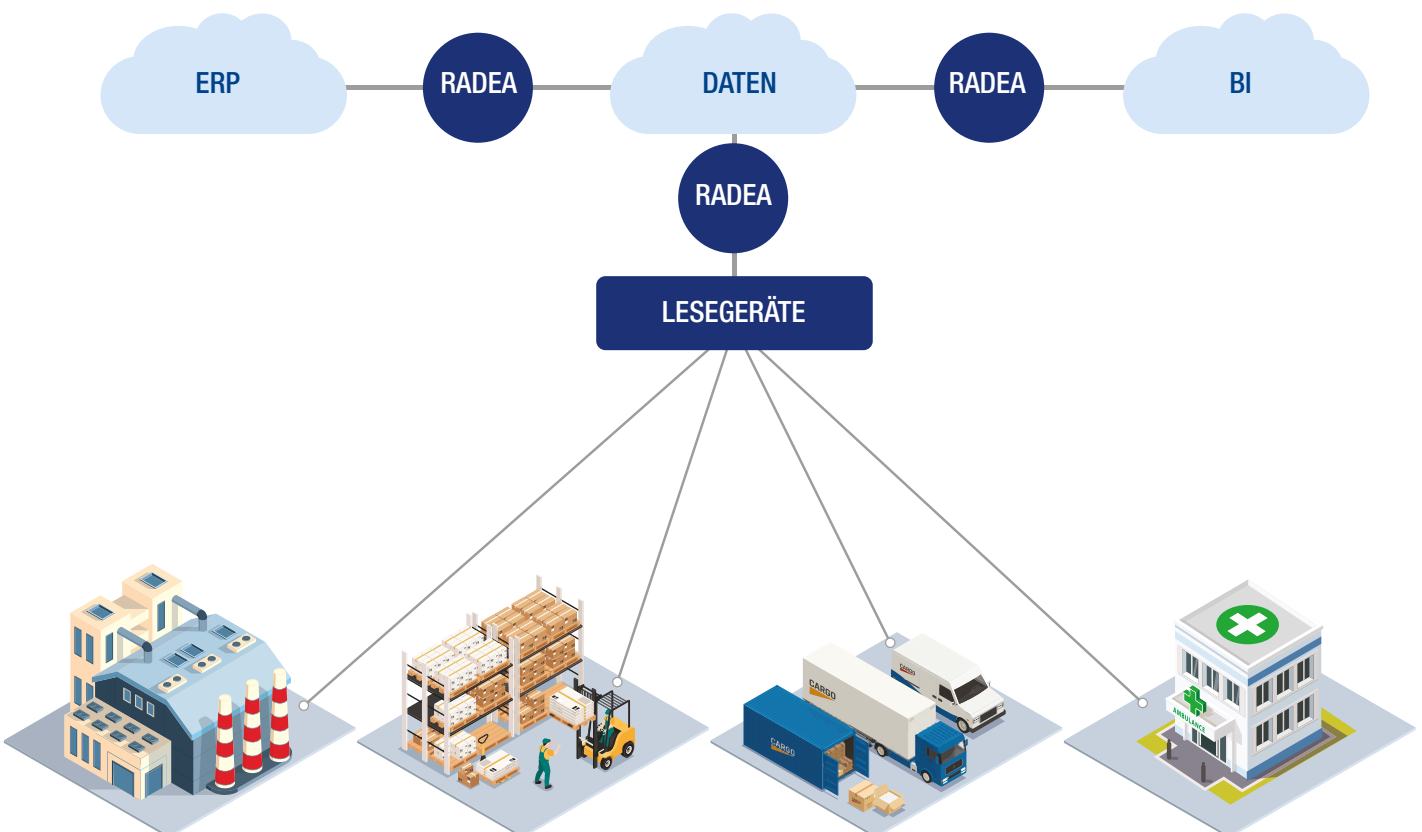 ERP
RADEA
DATEN
RADEA
BI
RADEA
LESEGERÄTE
CARGO
CARGO
CARGO
AMBULANCE